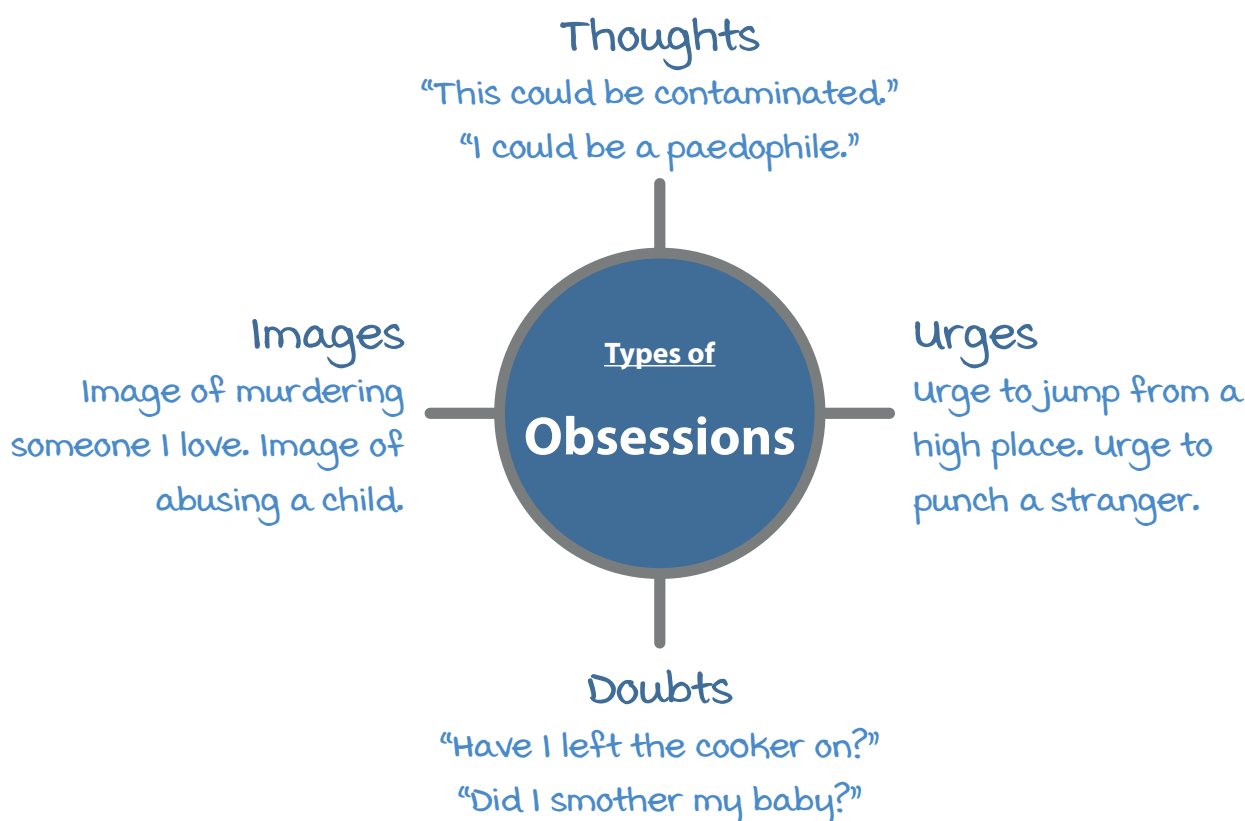 Thoughts
“This could be contaminated.”
“I could be a paedophile.”
Images
Image of murdering
someone I love. Image of
abusing a child.
Types of
Obsessions
Urges
Urge to jump from a
high place. Urge to
punch a stranger.
Doubts
“Have I left the cooker on?”
“Did I smother my baby?”